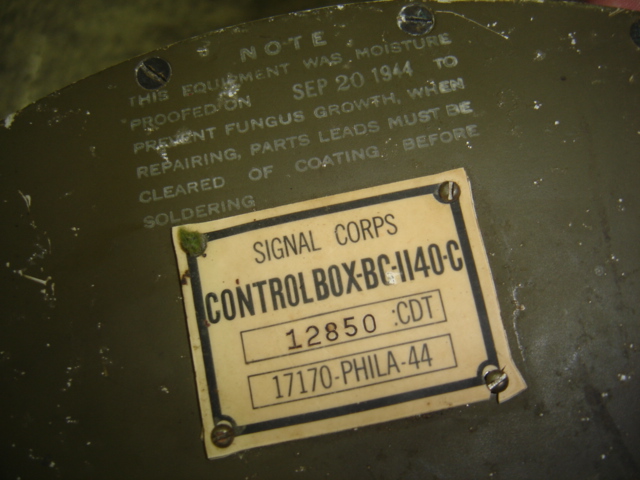 NOTE
THIS EQUIPMENT WAS MOISTURE
PROOFED ON SEP 20 1944 TO
PREVENT FUNGUS GROWTH, WHEN
REPAIRING, PARTS LEADS MUST BE
CLEARED OF COATING BEFORE
SOLDERING
SIGNAL CORPS
CONTROL BOX-BC-1140-C
12850 :CDT
17170-PHILA-44